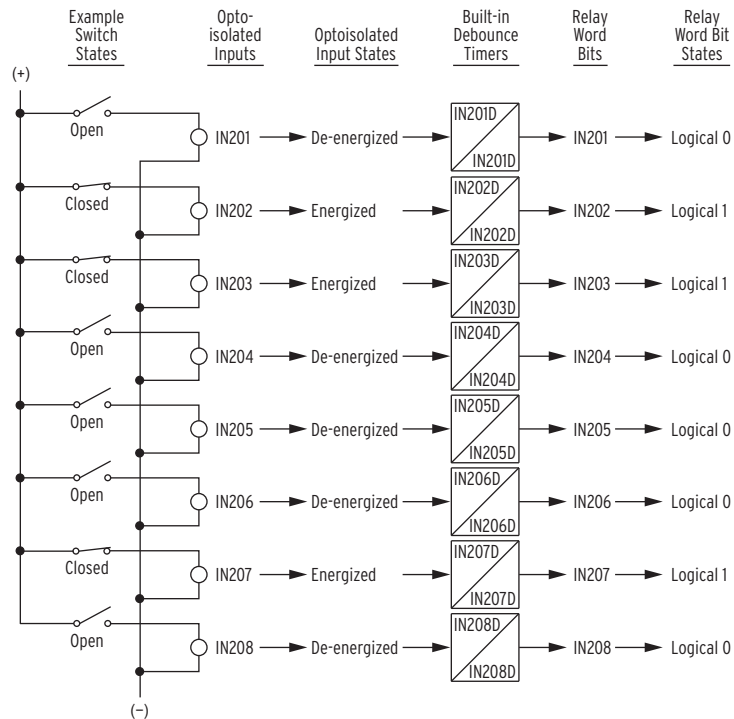 Example Switch States
Opto-isolated Inputs
Optoisolated Input States
Built-in Debounce Timers
Relay Word Bits
Relay Word Bit States
(+)
Open
IN201
De-energized
IN201D
IN201D
IN201
Logical 0
Closed
IN202
Energized
IN202D
IN202D
IN202
Logical 1
Closed
IN203
Energized
IN203D
IN203D
IN203
Logical 1
Open
IN204
De-energized
IN204D
IN204D
IN204
Logical 0
Open
IN205
De-energized
IN205D
IN205D
IN205
Logical 0
Open
IN206
De-energized
IN206D
IN206D
IN206
Logical 0
Closed
IN207
Energized
IN207D
IN207D
IN207
Logical 1
Open
IN208
De-energized
IN208D
IN208D
IN208
Logical 0
(–)